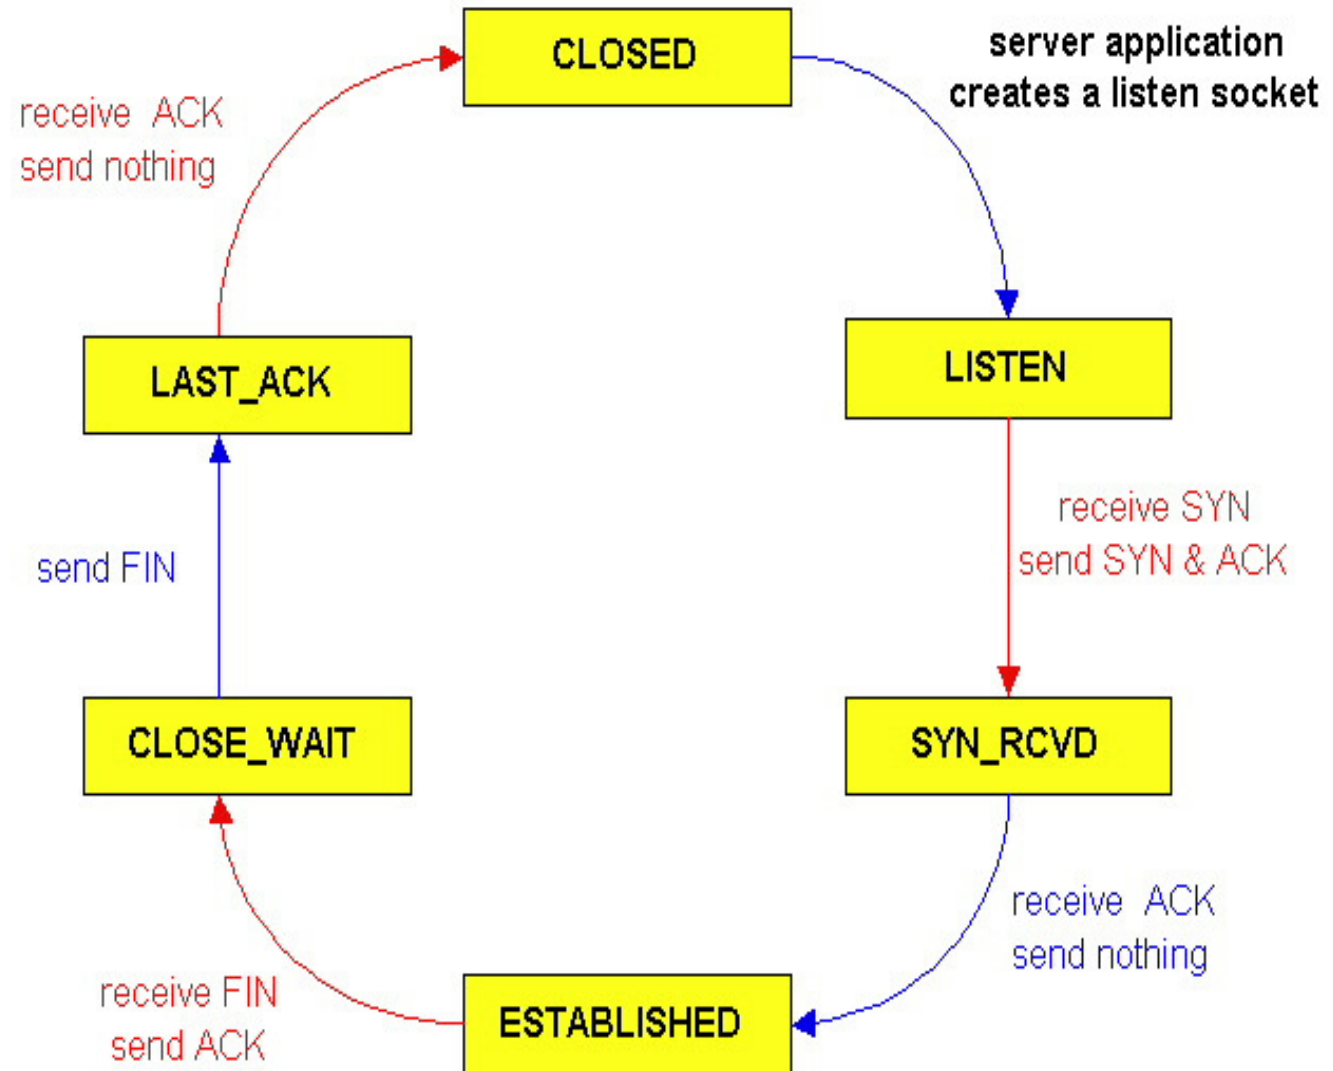 CLOSED
server application
creates a listen socket
receive ACK
send nothing
LAST_ACK
LISTEN
receive SYN
send SYN & ACK
send FIN
CLOSE_WAIT
SYN_RCVD
receive ACK
send nothing
receive FIN
send ACK
ESTABLISHED